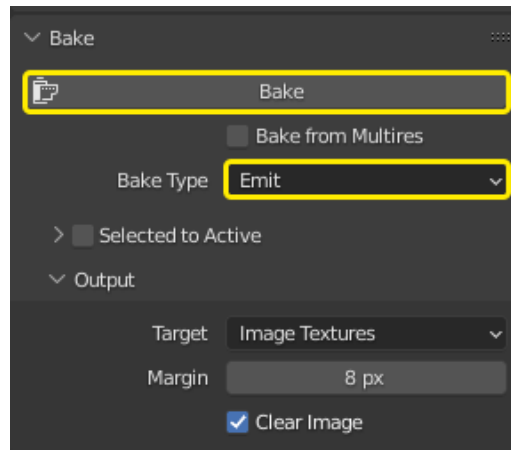 Bake
Bake
Bake from Multires
Bake Type Emit
Selected to Active
Output
Target Image Textures
Margin 8 px
Clear Image